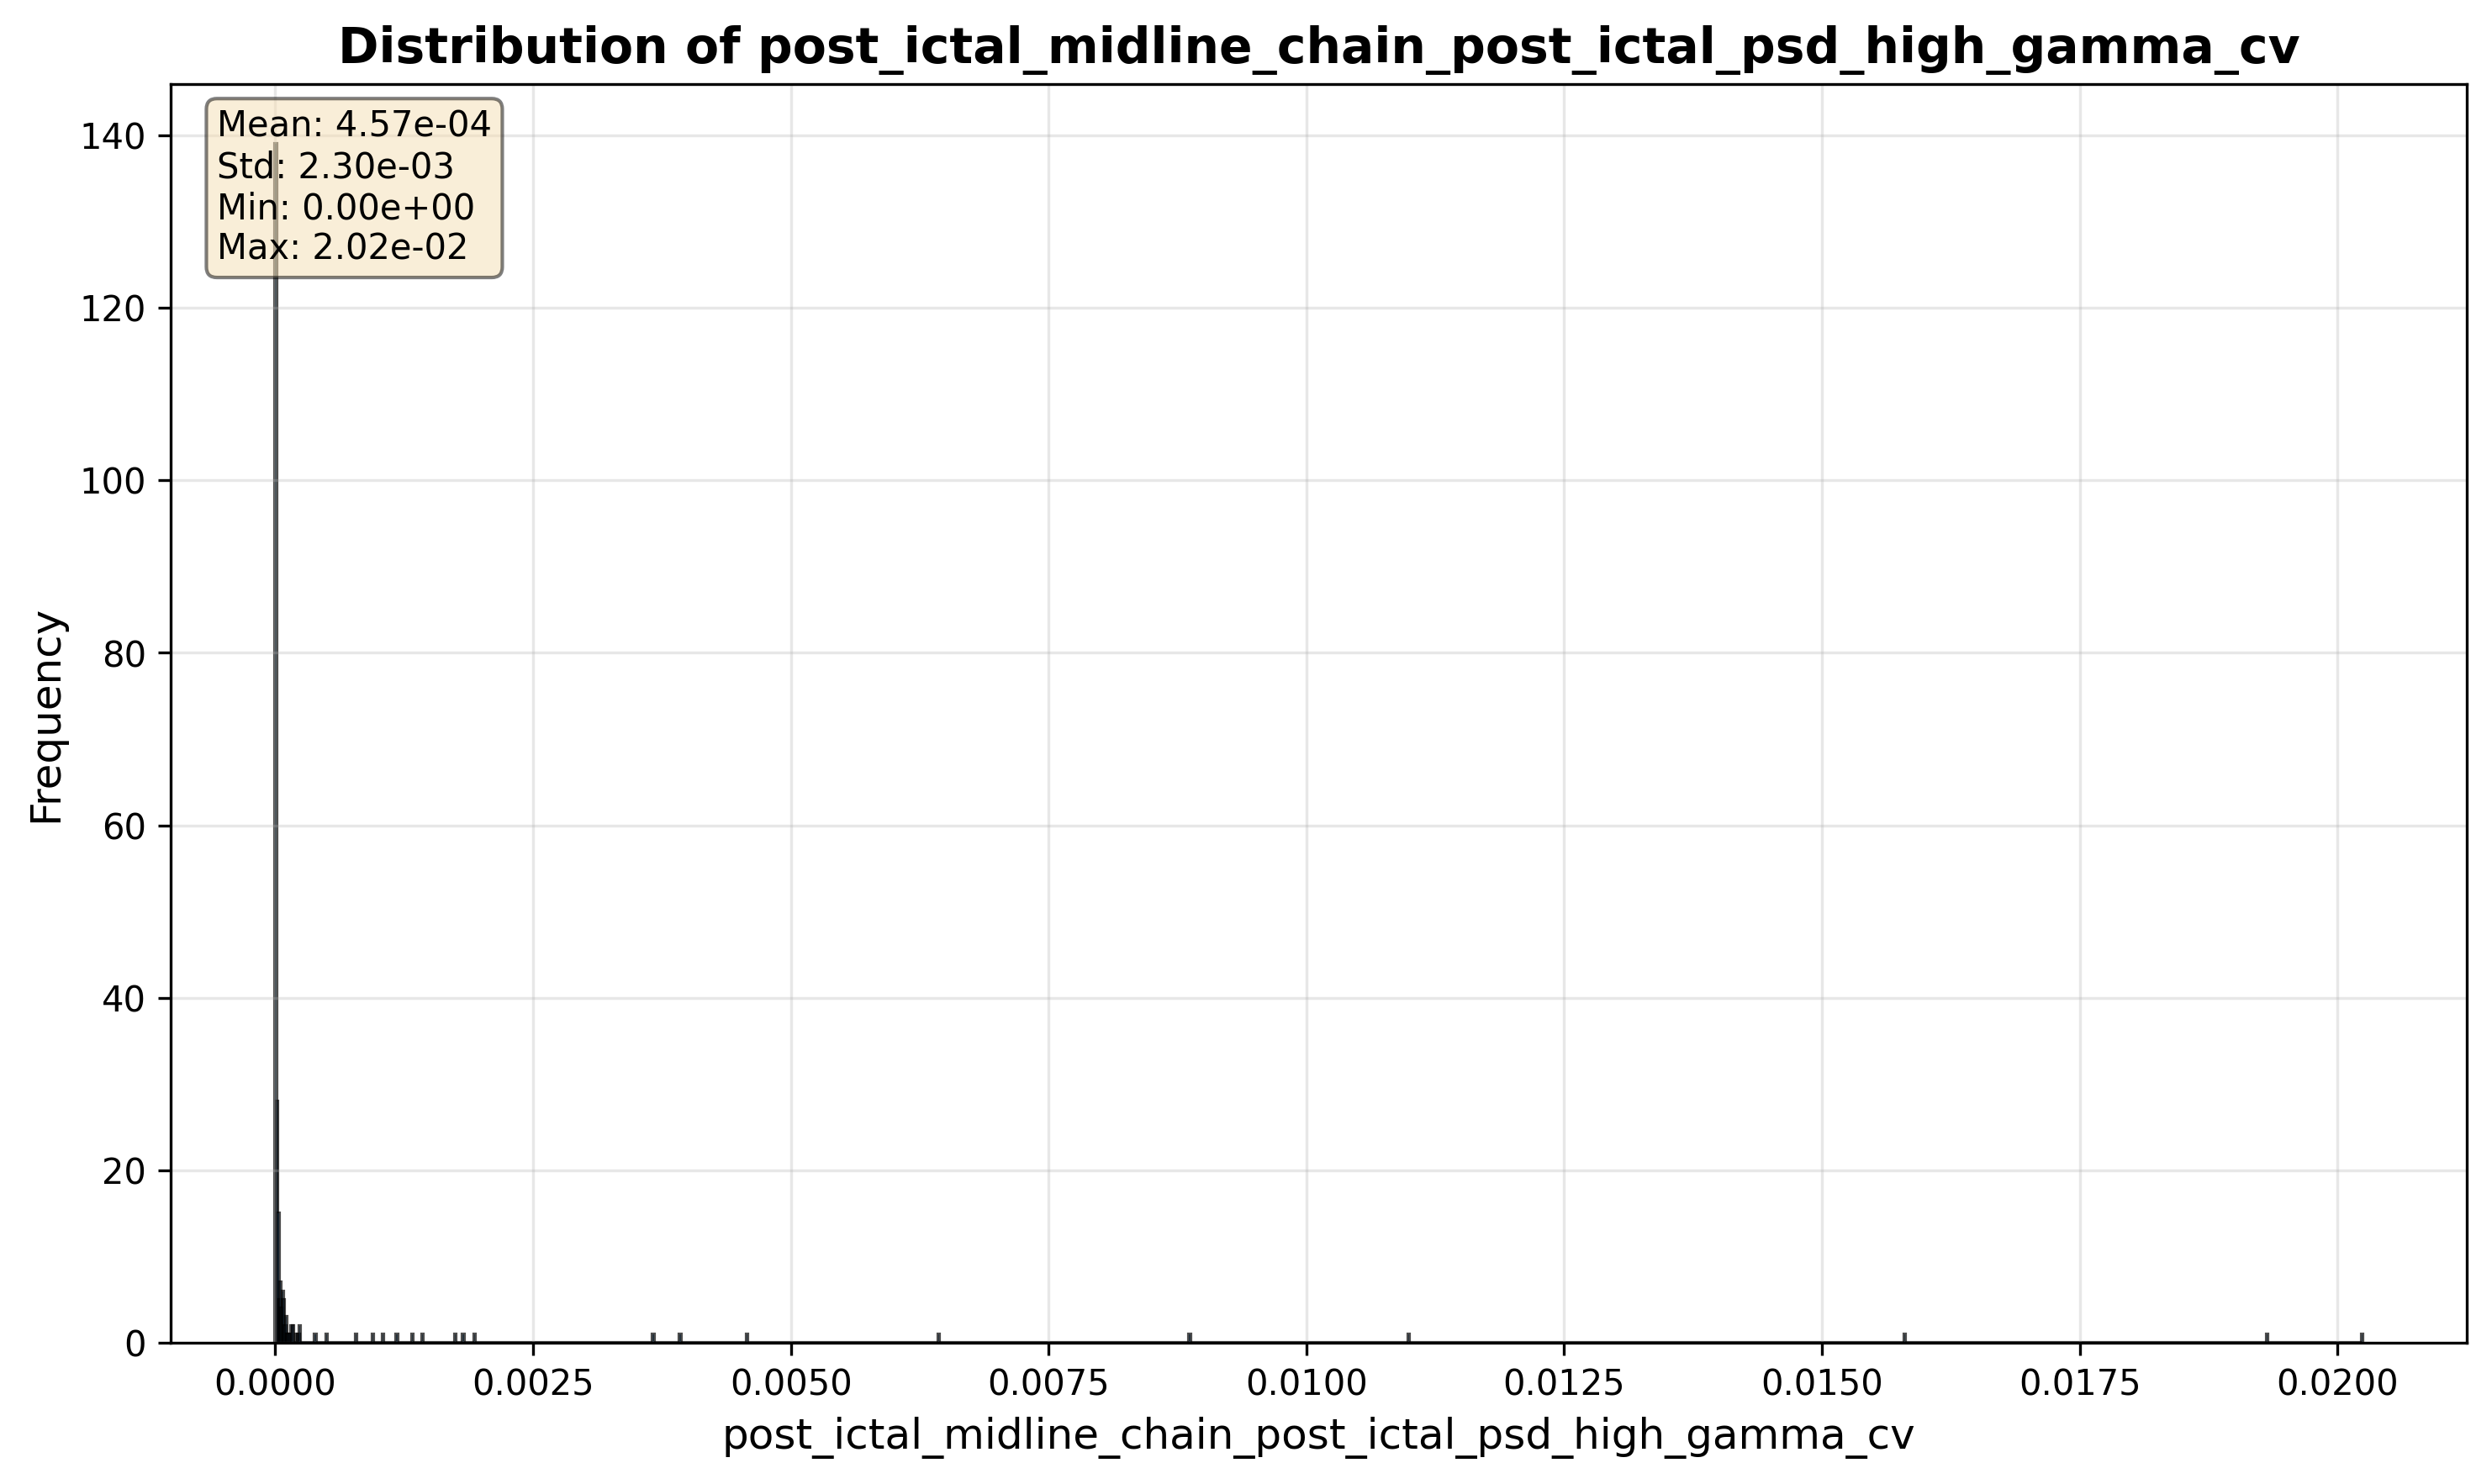 Distribution of post_ictal_midline_chain_post_ictal_psd_high_gamma_cv
Mean: 4.57e-04
Std: 2.30e-03
Min: 0.00e+00
Max: 2.02e-02
140
120
100
80
60
40
20
0
Frequency
0.0000 0.0025 0.0050 0.0075 0.0100 0.0125 0.0150 0.0175 0.0200
post_ictal_midline_chain_post_ictal_psd_high_gamma_cv